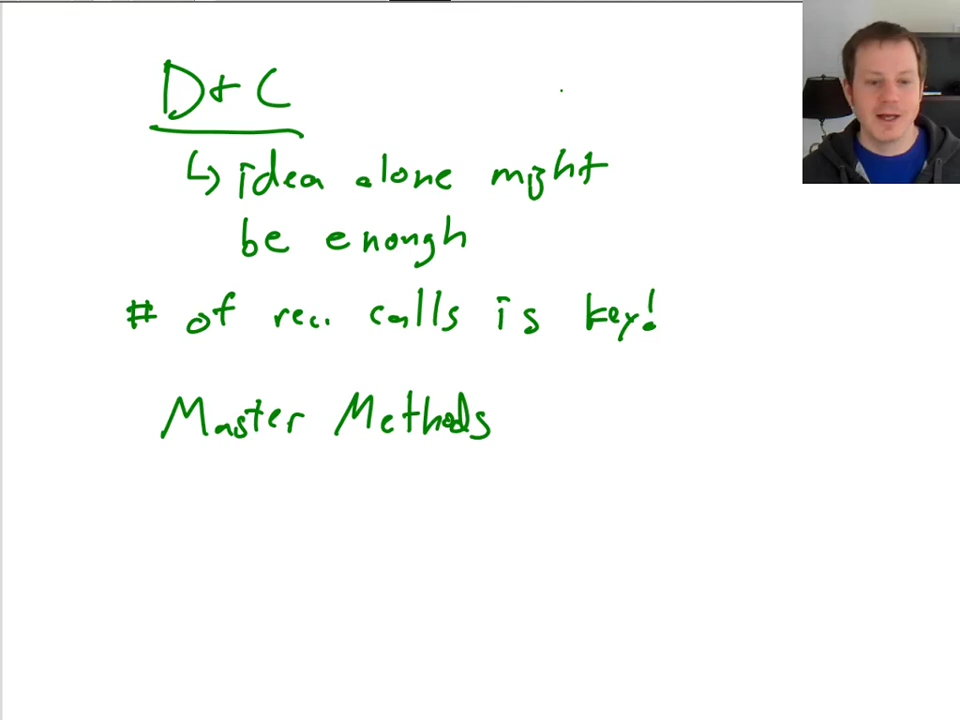 D + C
↳ idea alone might
be enough
# of rec. calls is key!
Master Methods